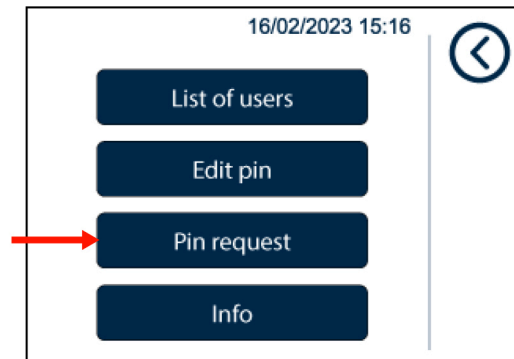 16/02/2023 15:16
List of users
Edit pin
Pin request
Info